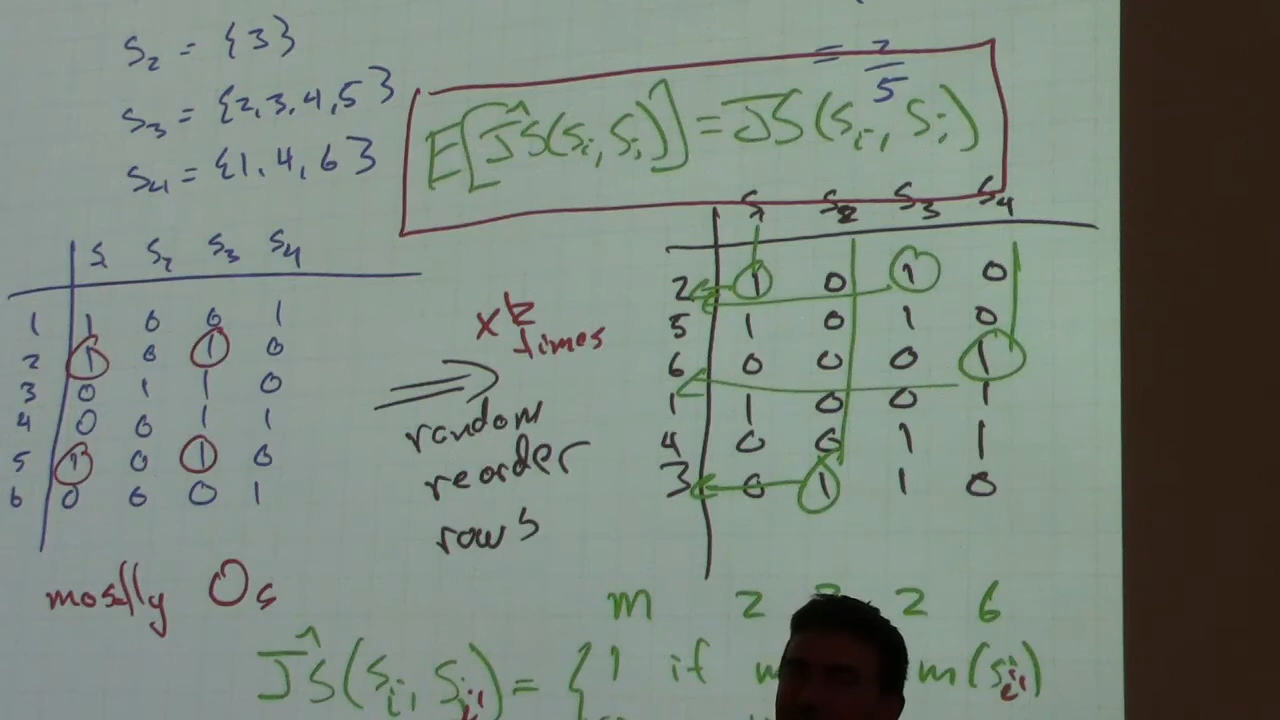 S₂ = {3}
S₃ = {2,3,4,5}
S₄ = {1,4,6}
= 2/5
E[ĴS(Sᵢ, Sⱼ)] = JS(Sᵢ, Sⱼ)
S₁ S₂ S₃ S₄
1 1 0 0 1
2 1 0 1 0
3 0 1 1 0
4 0 0 1 1
5 1 0 1 0
6 0 0 0 1
mostly 0s
x k times
random
reorder
rows
S₁ S₂ S₃ S₄
2 1 0 1 0
5 1 0 1 0
6 0 0 0 1
1 1 0 0 1
4 0 0 1 1
3 0 1 1 0
m 2 2 6
ĴS(Sᵢ, Sᵢ') = { 1 if m m(Sᵢ')